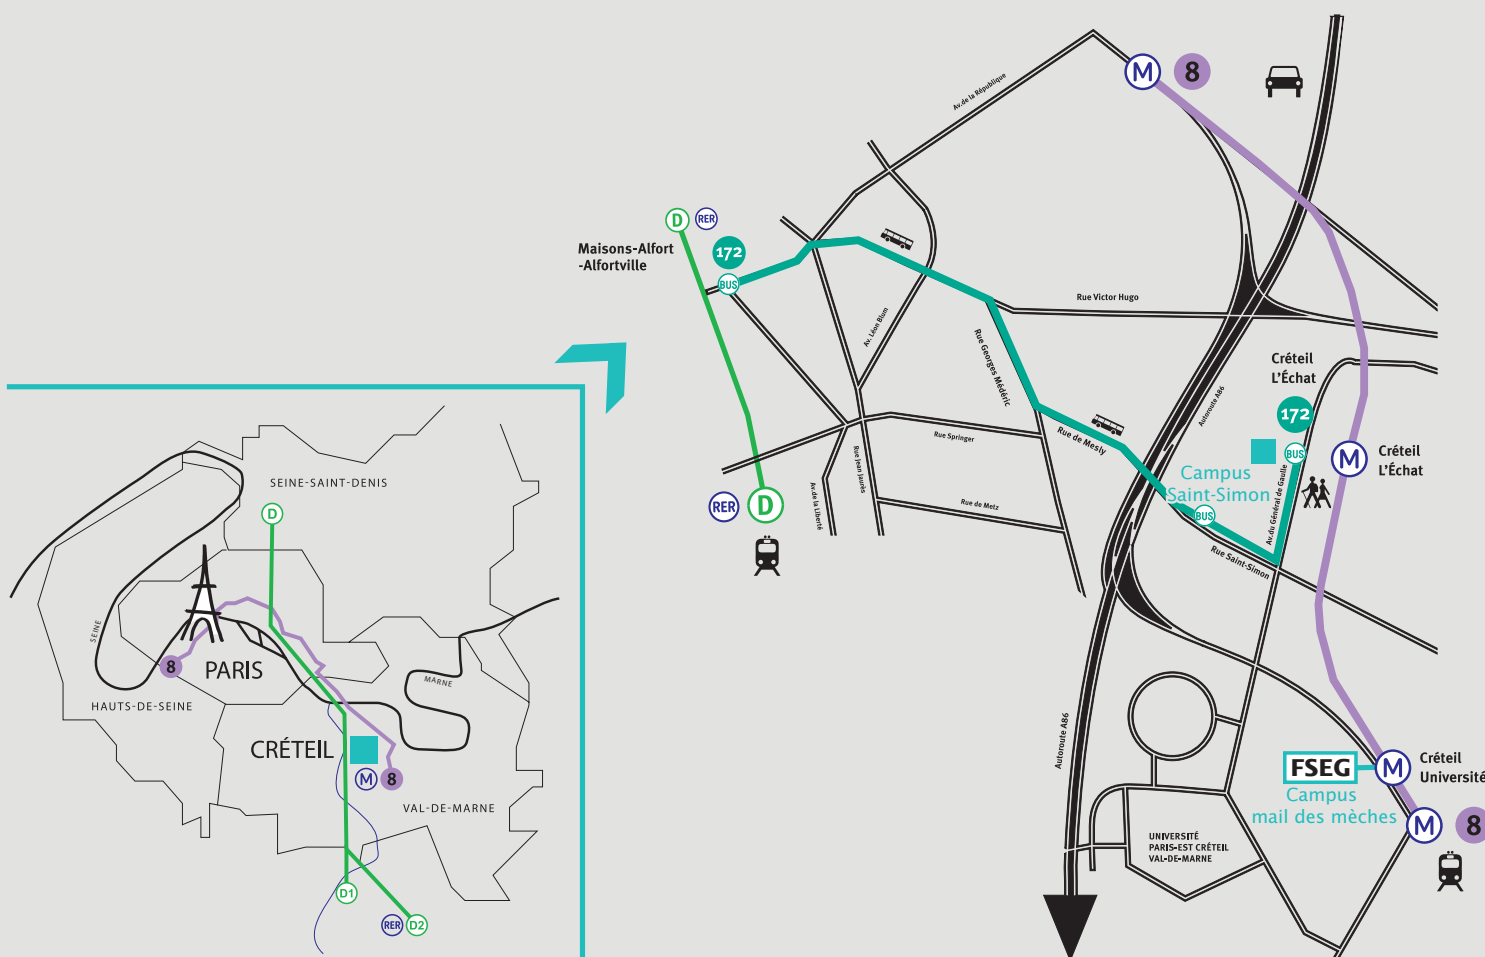 M 8
Av.de la République
D RER
Maisons-Alfort
-Alfortville
172
BUS
Av. Léon Blum
Rue Victor Hugo
Rue Georges Médéric
Créteil
L'Échat
172
BUS
Autoroute A86
Rue Springer
Rue de Mesly
M
Créteil
L'Échat
Campus
Saint-Simon
BUS
Av.du Général de Gaulle
Rue Jean Jaurès
Av.de la Liberté
Rue de Metz
RER D
Rue Saint-Simon
SEINE-SAINT-DENIS
D
SEINE
8
PARIS
MARNE
HAUTS-DE-SEINE
CRÉTEIL
M 8
VAL-DE-MARNE
D1
RER D2
Autoroute A86
FSEG
M
Créteil
Université
Campus
mail des mèches
M 8
UNIVERSITÉ
PARIS-EST CRÉTEIL
VAL-DE-MARNE